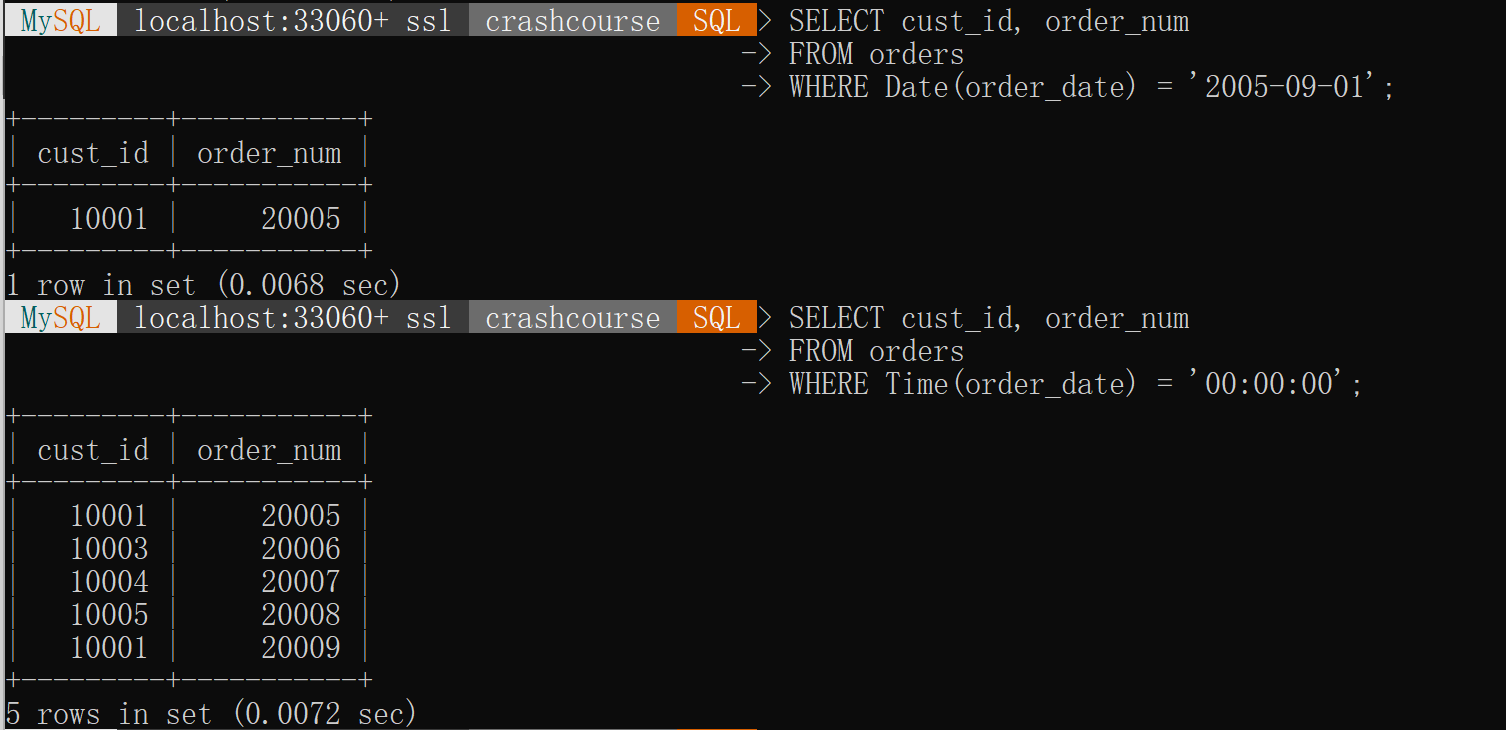 MySQL localhost:33060+ ssl crashcourse SQL > SELECT cust_id, order_num
-> FROM orders
-> WHERE Date(order_date) = '2005-09-01';
+---------+-----------+
| cust_id | order_num |
+---------+-----------+
| 10001 | 20005 |
+---------+-----------+
1 row in set (0.0068 sec)
MySQL localhost:33060+ ssl crashcourse SQL > SELECT cust_id, order_num
-> FROM orders
-> WHERE Time(order_date) = '00:00:00';
+---------+-----------+
| cust_id | order_num |
+---------+-----------+
| 10001 | 20005 |
| 10003 | 20006 |
| 10004 | 20007 |
| 10005 | 20008 |
| 10001 | 20009 |
+---------+-----------+
5 rows in set (0.0072 sec)